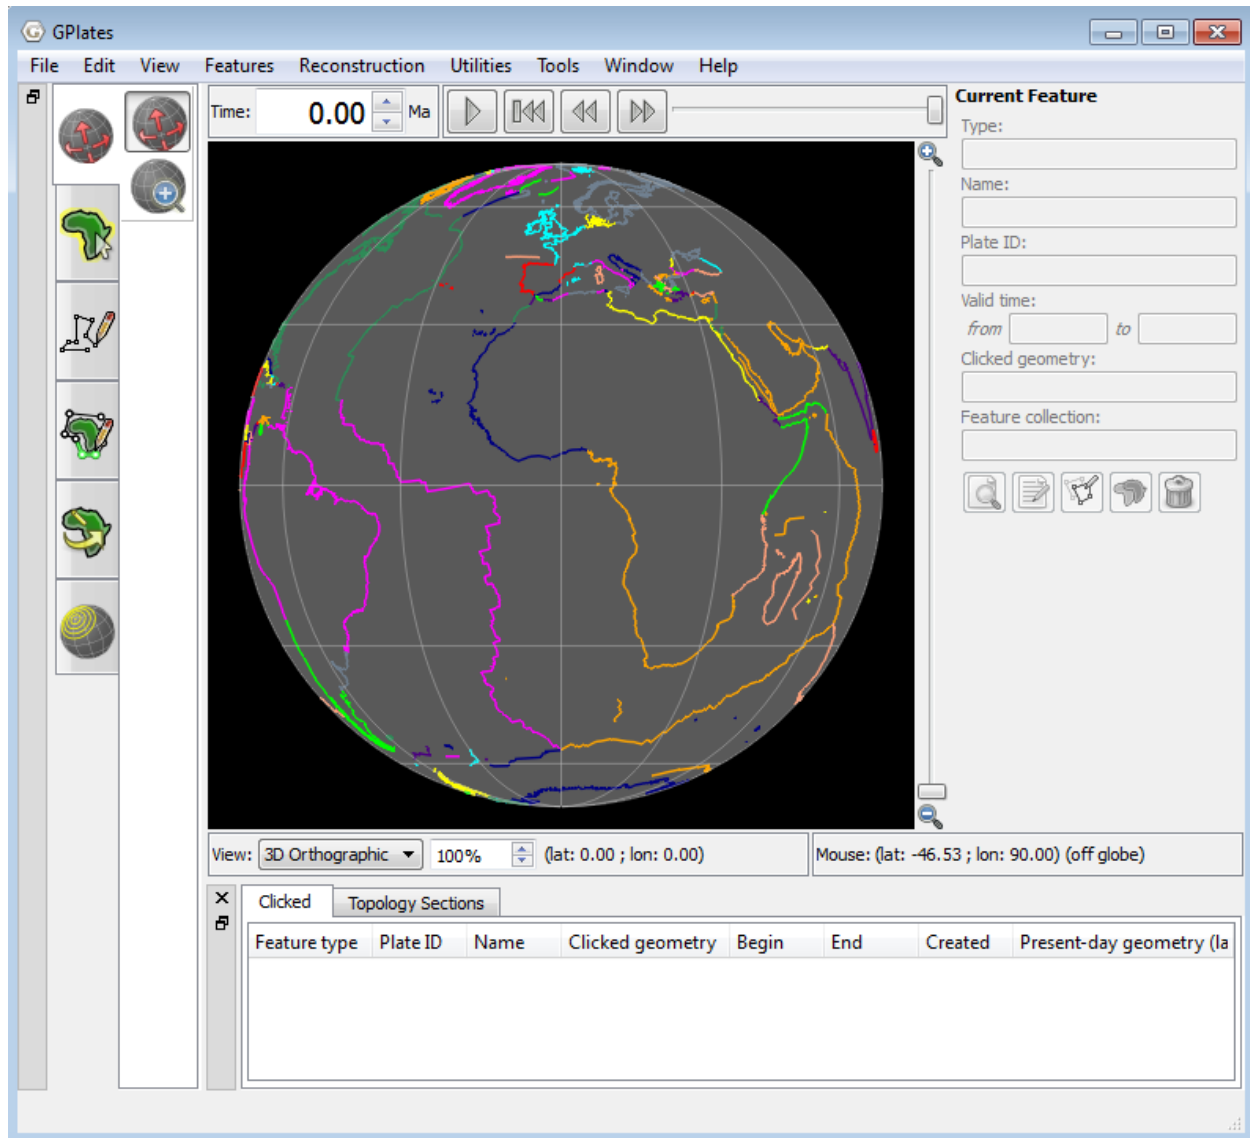 GPlates
File Edit View Features Reconstruction Utilities Tools Window Help
Time: 0.00 Ma
Current Feature
Type:
Name:
Plate ID:
Valid time:
from to
Clicked geometry:
Feature collection:
View: 3D Orthographic 100% (lat: 0.00 ; lon: 0.00) Mouse: (lat: -46.53 ; lon: 90.00) (off globe)
Clicked Topology Sections
Feature type Plate ID Name Clicked geometry Begin End Created Present-day geometry (la